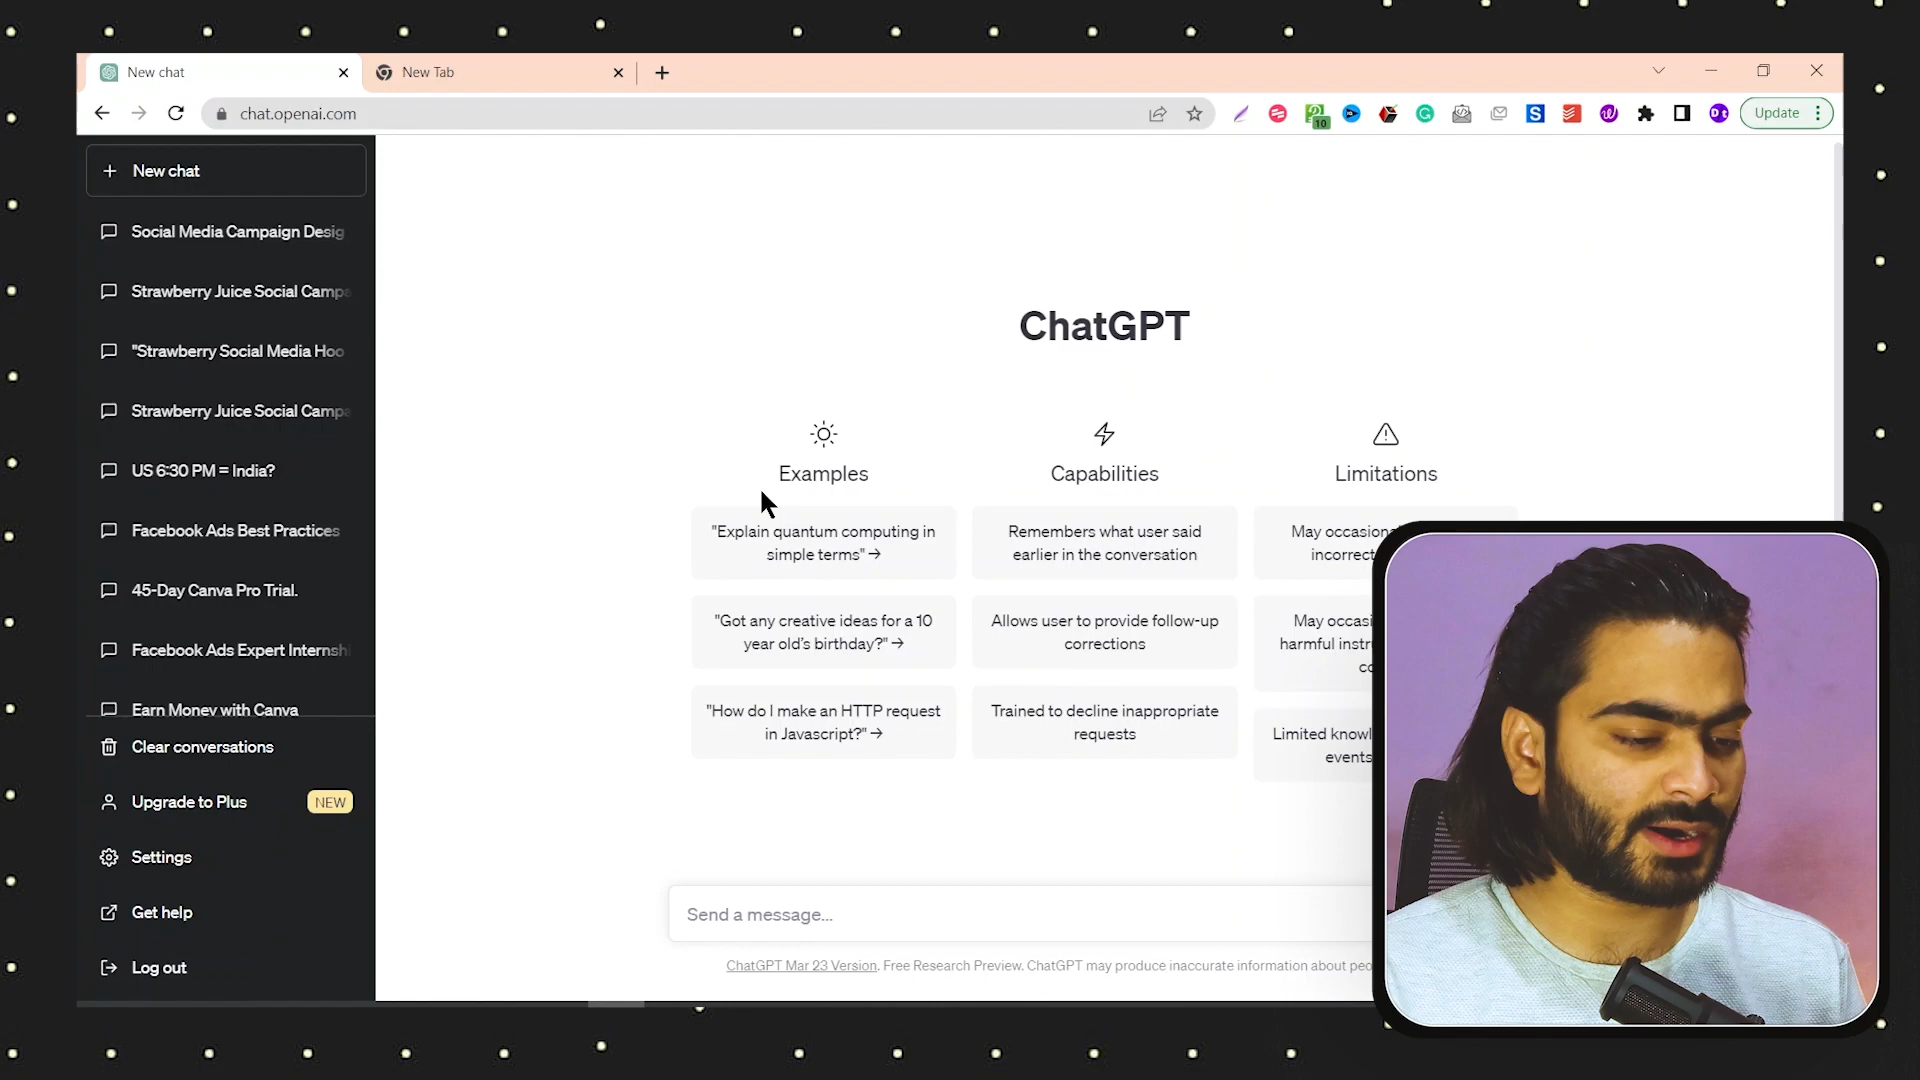 New chat
New Tab
chat.openai.com
10
S
Dt
Update
New chat
Social Media Campaign Desig
Strawberry Juice Social Campa
"Strawberry Social Media Hoo
Strawberry Juice Social Campa
US 6:30 PM = India?
Facebook Ads Best Practices
45-Day Canva Pro Trial.
Facebook Ads Expert Internshi
Earn Money with Canva
Clear conversations
Upgrade to Plus
NEW
Settings
Get help
Log out
ChatGPT
Examples
"Explain quantum computing in
simple terms" →
"Got any creative ideas for a 10
year old's birthday?" →
"How do I make an HTTP request
in Javascript?" →
Capabilities
Remembers what user said
earlier in the conversation
Allows user to provide follow-up
corrections
Trained to decline inappropriate
requests
Limitations
May occasion
incorrect
May occasi
harmful instr
co
Limited knowl
events
Send a message...
ChatGPT Mar 23 Version. Free Research Preview. ChatGPT may produce inaccurate information about peo